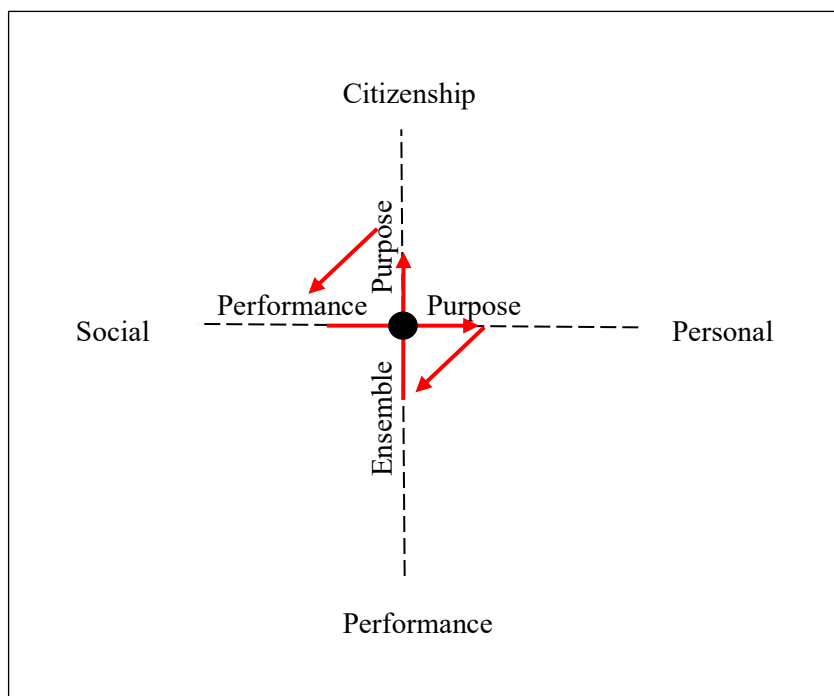 Citizenship
Purpose
Performance
Purpose
Social
Personal
Ensemble
Performance